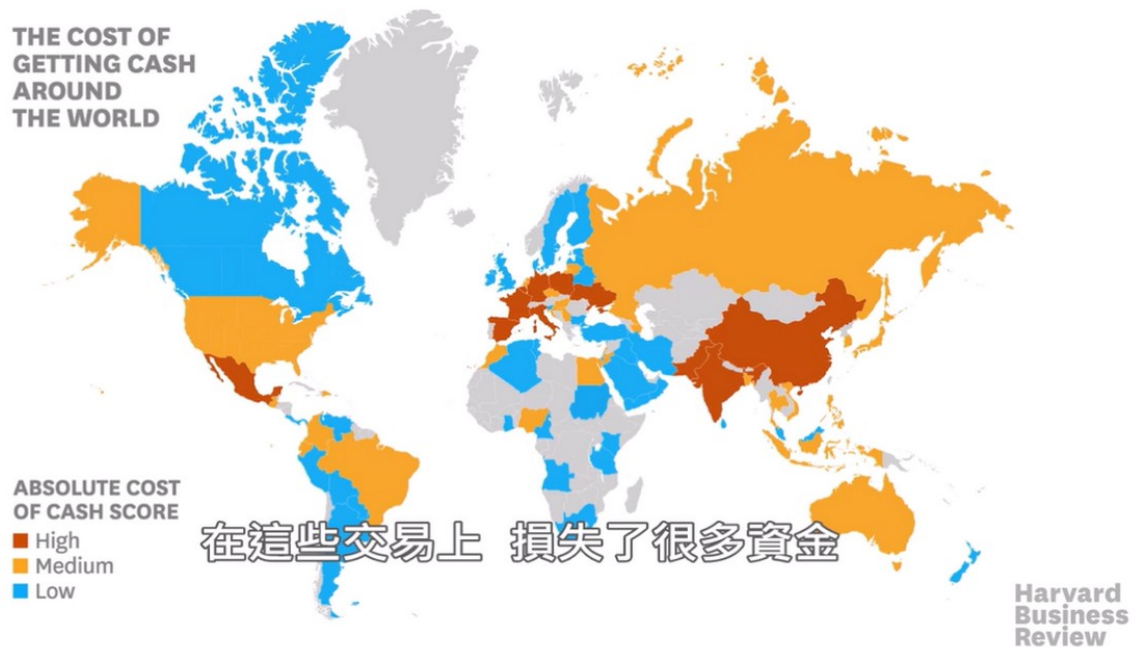 THE COST OF
GETTING CASH
AROUND
THE WORLD
ABSOLUTE COST
OF CASH SCORE
High
Medium
Low
在這些交易上 損失了很多資金
Harvard
Business
Review